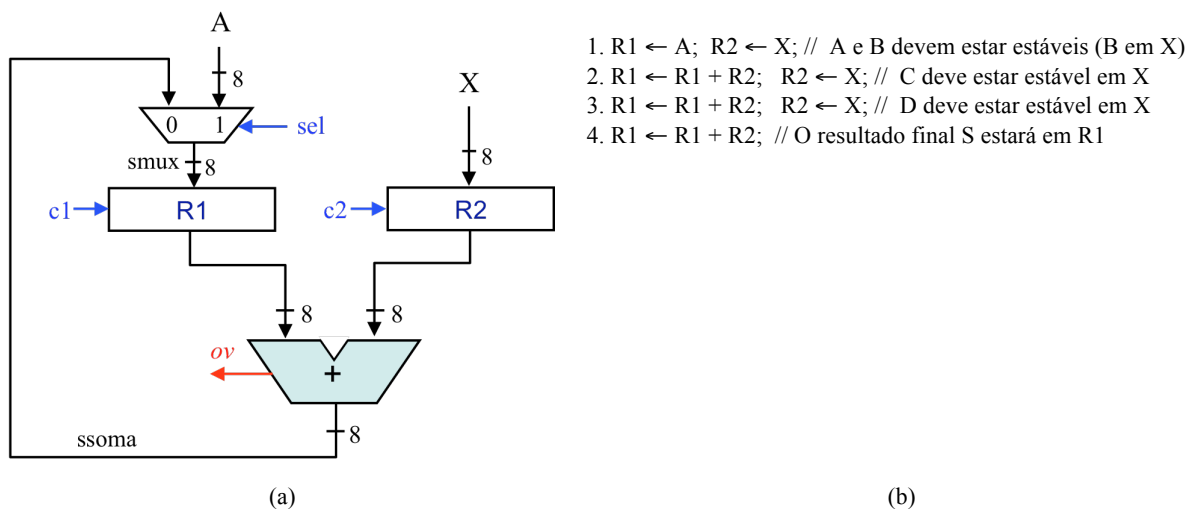 A
8
X
0 1
sel
smux
8
8
c1
R1
c2
R2
8
8
ov
+
ssoma
8
(a)
1. R1 ← A; R2 ← X; // A e B devem estar estáveis (B em X)
2. R1 ← R1 + R2; R2 ← X; // C deve estar estável em X
3. R1 ← R1 + R2; R2 ← X; // D deve estar estável em X
4. R1 ← R1 + R2; // O resultado final S estará em R1
(b)